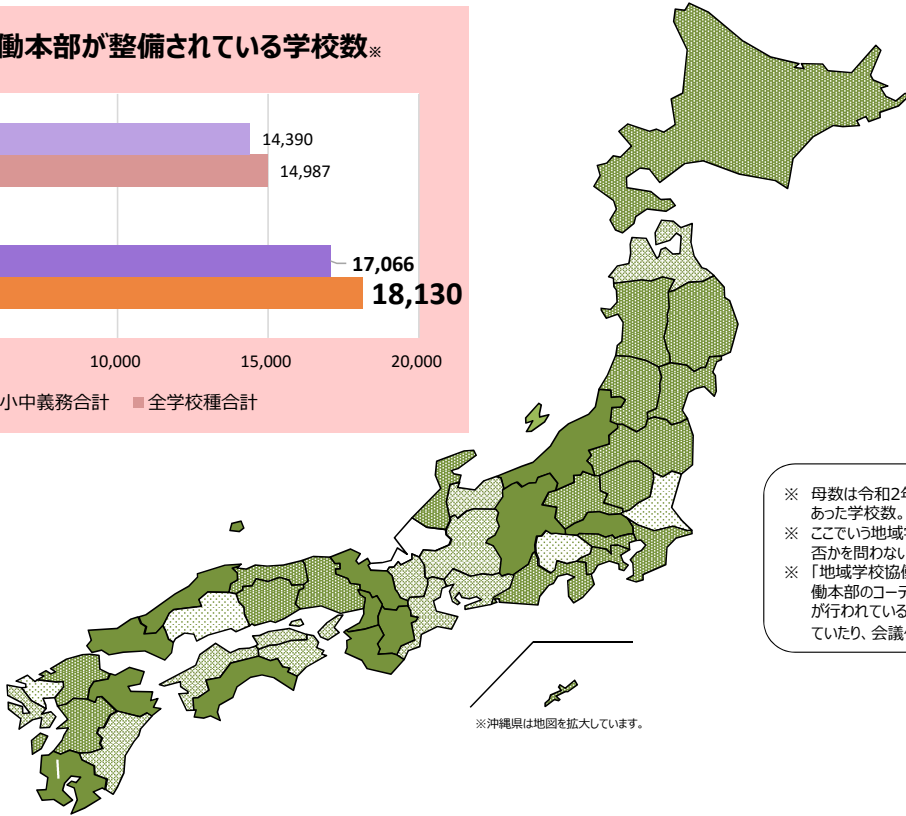 働本部が整備されている学校数※
14,390
14,987
17,066
18,130
10,000 15,000 20,000
小中義務合計 ■全学校種合計
※ 母数は令和2年
あった学校数。
※ ここでいう地域学
否かを問わない
※ 「地域学校協働
働本部のコーデ
が行われている
ていたり、会議
※沖縄県は地図を拡大しています。